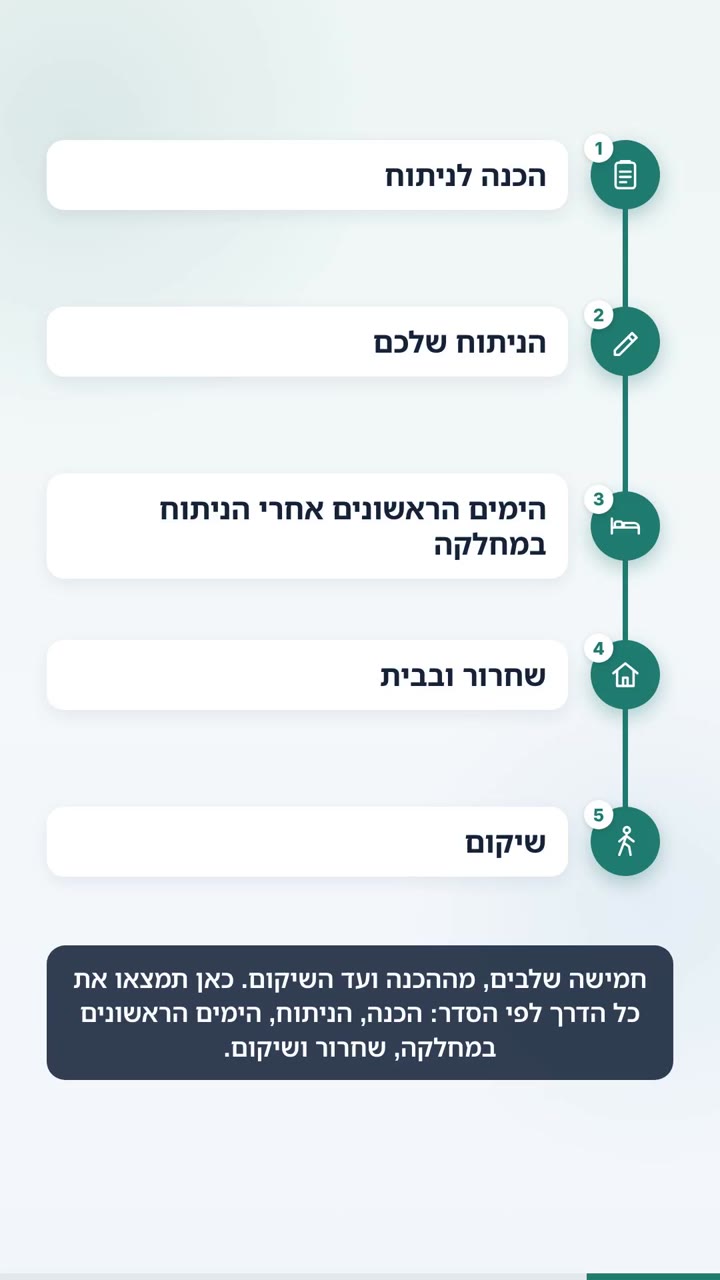 1
הכנה לניתוח
2
הניתוח שלכם
3
הימים הראשונים אחרי הניתוח
במחלקה
4
שחרור ובבית
5
שיקום
חמישה שלבים, מההכנה ועד השיקום. כאן תמצאו את
כל הדרך לפי הסדר: הכנה, הניתוח, הימים הראשונים
במחלקה, שחרור ושיקום.